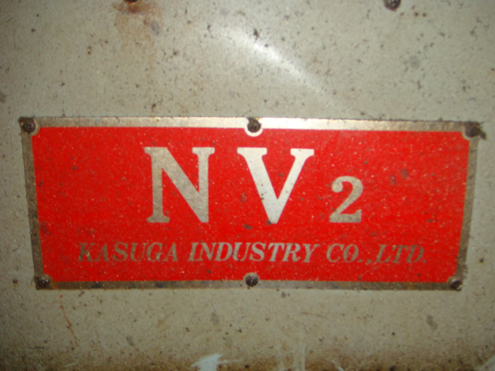 NV2
KASUGA INDUSTRY CO.,LTD.